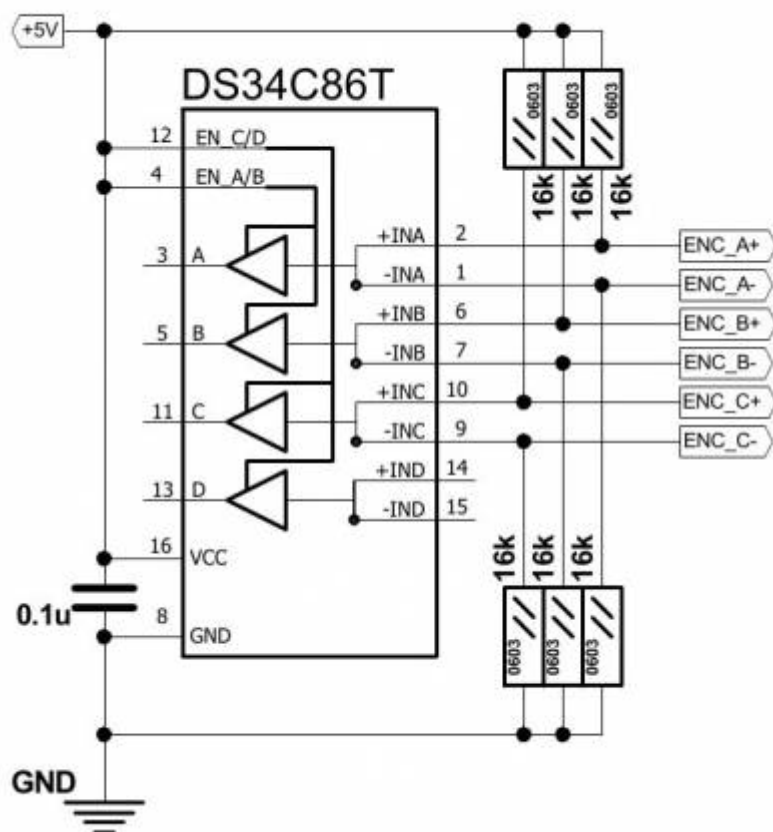 +5V
DS34C86T
0603 0603 0603
12 EN_C/D
4 EN_A/B
16k 16k 16k
3 A +INA 2 ENC_A+
-INA 1 ENC_A-
5 B +INB 6 ENC_B+
-INB 7 ENC_B-
11 C +INC 10 ENC_C+
-INC 9 ENC_C-
13 D +IND 14
-IND 15
16 VCC
16k 16k 16k
0.1u
8 GND
0603 0603 0603
GND